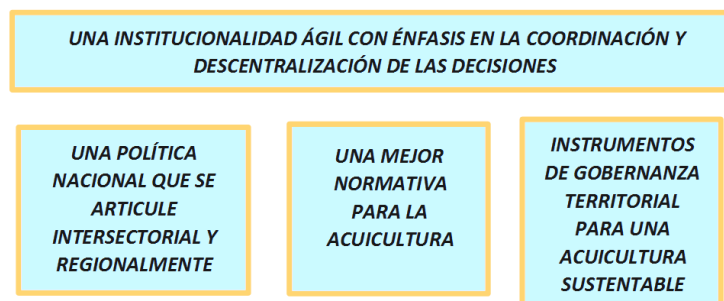 UNA INSTITUCIONALIDAD ÁGIL CON ÉNFASIS EN LA COORDINACIÓN Y
DESCENTRALIZACIÓN DE LAS DECISIONES
UNA POLÍTICA
NACIONAL QUE SE
ARTICULE
INTERSECTORIAL Y
REGIONALMENTE
UNA MEJOR
NORMATIVA
PARA LA
ACUICULTURA
INSTRUMENTOS
DE GOBERNANZA
TERRITORIAL
PARA UNA
ACUICULTURA
SUSTENTABLE